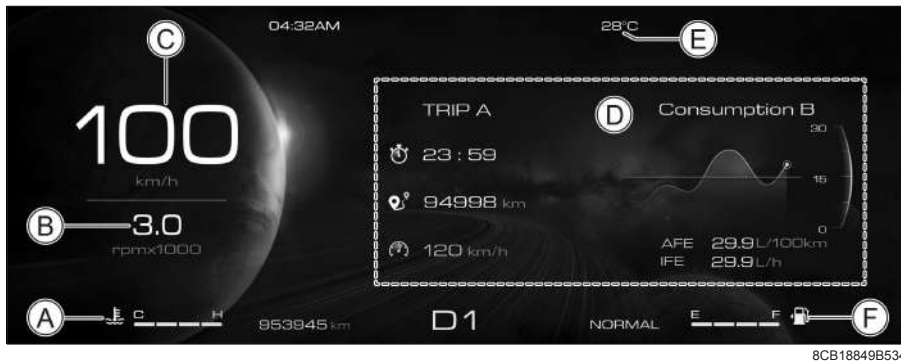 C
04:32AM
28°C
E
100
km/h
B
3.0
rpmx1000
TRIP A
23:59
94998 km
120 km/h
D
Consumption B
30
15
0
AFE 29.9 L/100km
IFE 29.9 L/h
A
C H
953945 km
D1
NORMAL
E F
F
8CB18849B534